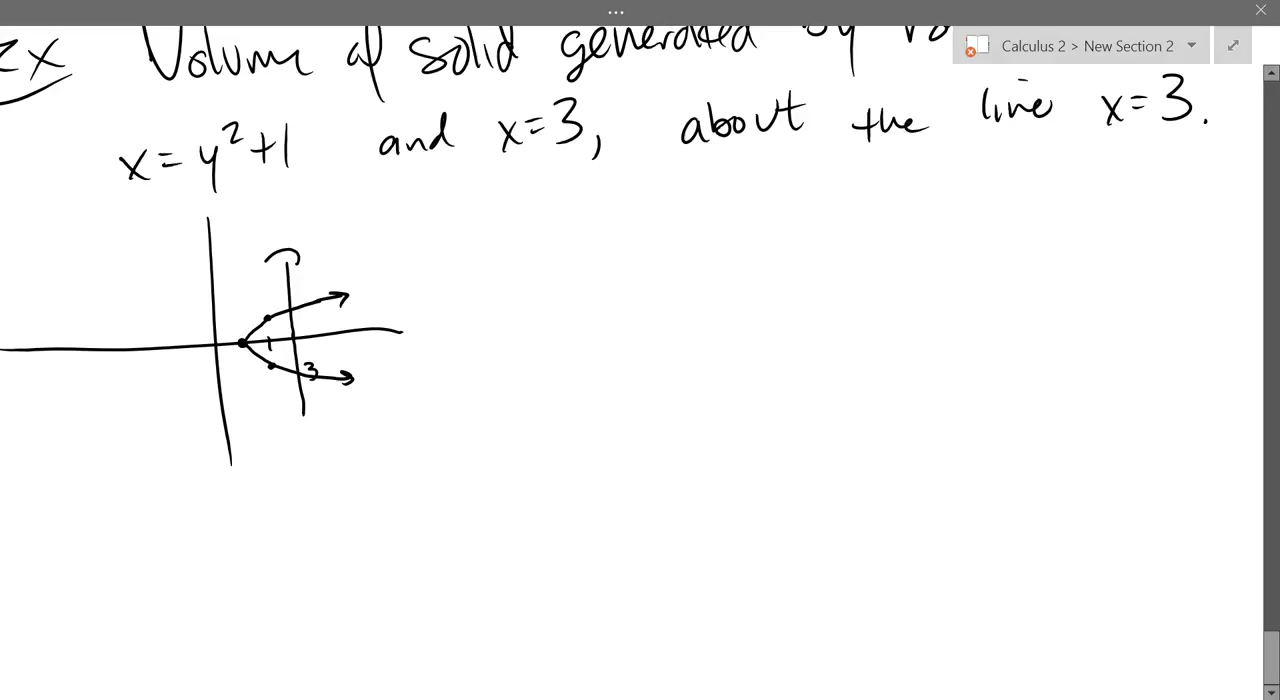 Ex Volume of solid generated by
x = y²+1 and x=3, about the line x=3.
1
3
Calculus 2 > New Section 2